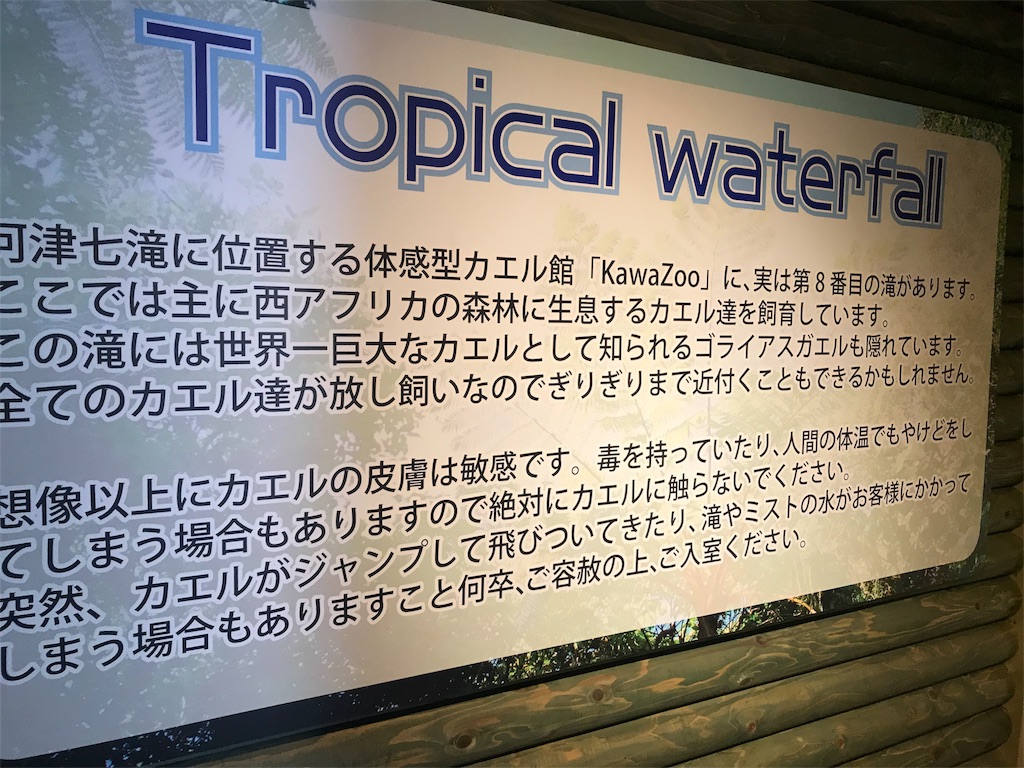 Tropical waterfall
河津七滝に位置する体感型カエル館「KawaZoo」に、実は第8番目の滝があります。
ここでは主に西アフリカの森林に生息するカエル達を飼育しています。
この滝には世界一巨大なカエルとして知られるゴライアスガエルも隠れています。
全てのカエル達が放し飼いなのでぎりぎりまで近付くこともできるかもしれません。
想像以上にカエルの皮膚は敏感です。毒を持っていたり、人間の体温でもやけどをし
てしまう場合もありますので絶対にカエルに触らないでください。
突然、カエルがジャンプして飛びついてきたり、滝やミストの水がお客様にかかって
しまう場合もありますこと何卒、ご容赦の上、ご入室ください。